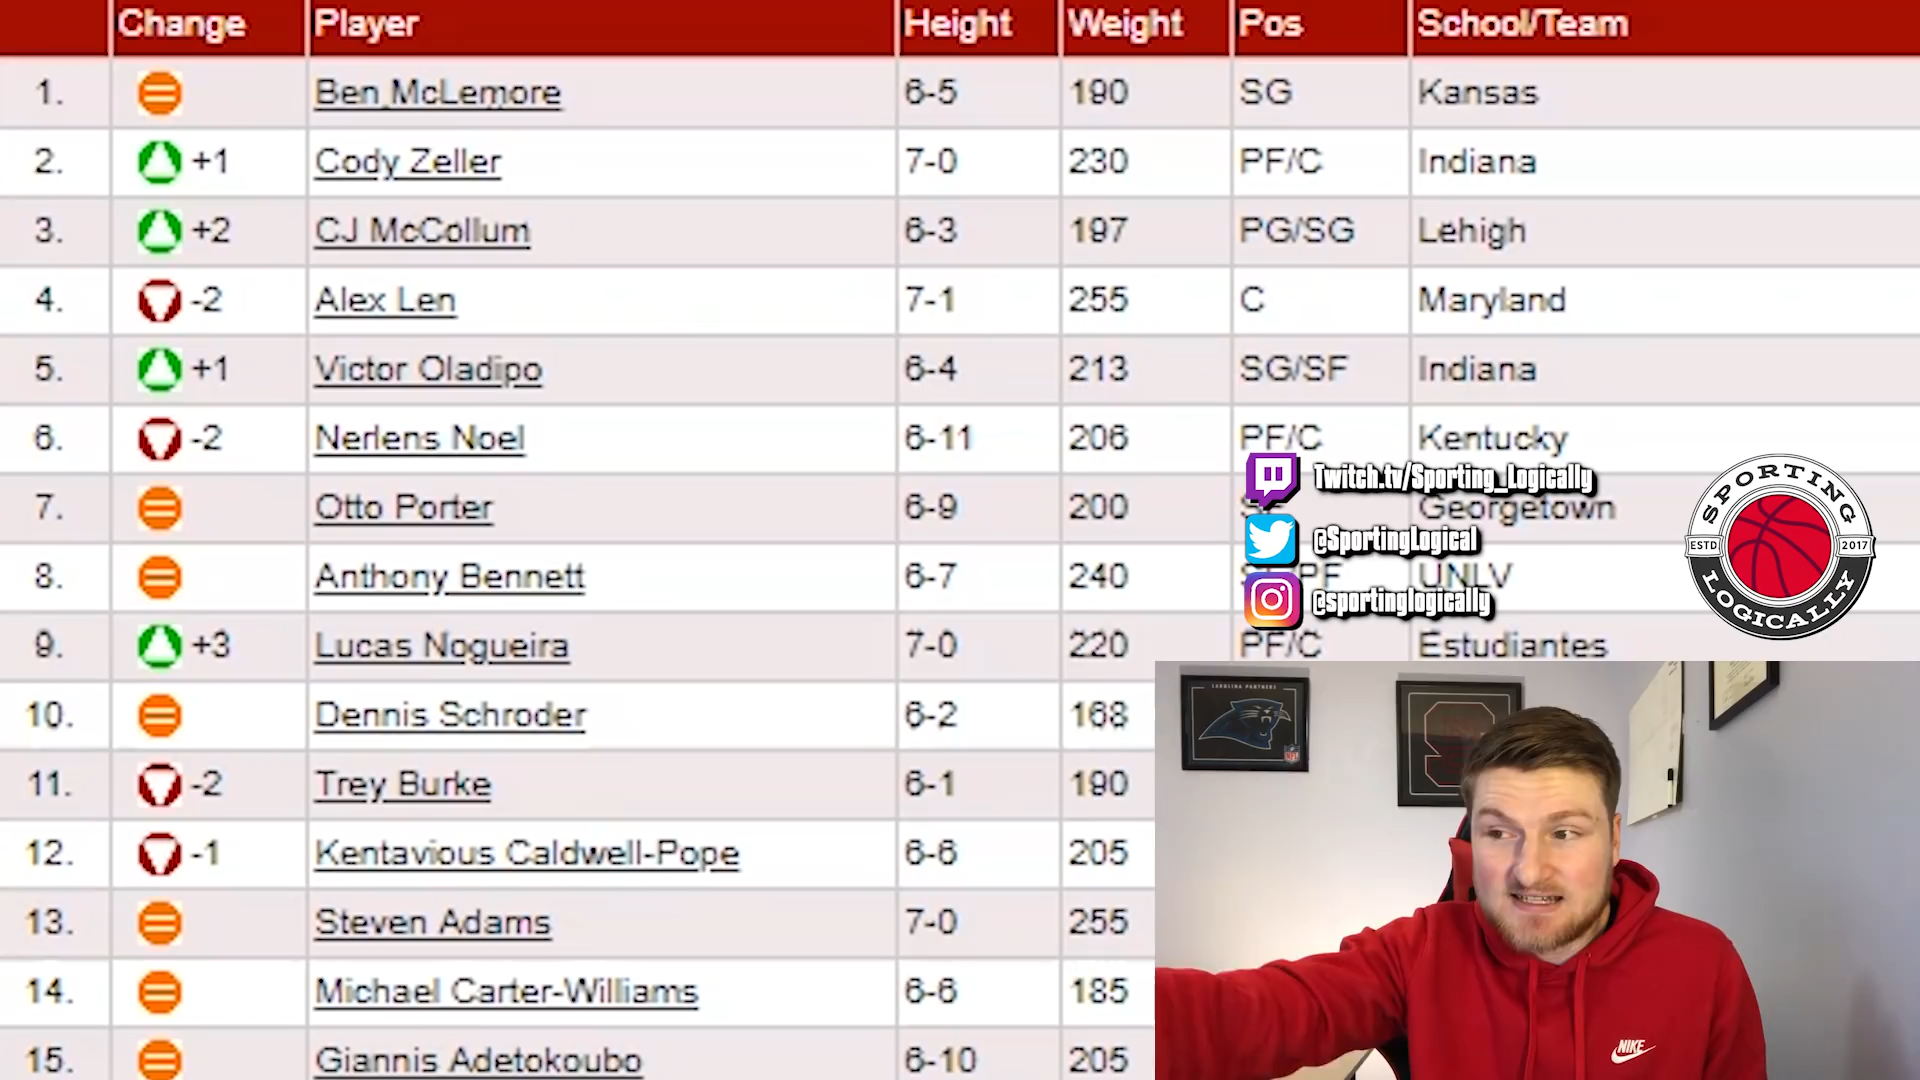 Change Player Height Weight Pos School/Team
1. Ben McLemore 6-5 190 SG Kansas
2. +1 Cody Zeller 7-0 230 PF/C Indiana
3. +2 CJ McCollum 6-3 197 PG/SG Lehigh
4. -2 Alex Len 7-1 255 C Maryland
5. +1 Victor Oladipo 6-4 213 SG/SF Indiana
6. -2 Nerlens Noel 6-11 206 PF/C Kentucky
Twitch.tv/Sporting_Logically
7. Otto Porter 6-9 200 Georgetown
@SportingLogical
8. Anthony Bennett 6-7 240 UNLV
@sportinglogically
SPORTING
ESTD 2017
LOGICALLY
9. +3 Lucas Nogueira 7-0 220 PF/C Estudiantes
10. Dennis Schroder 6-2 168
11. -2 Trey Burke 6-1 190
12. -1 Kentavious Caldwell-Pope 6-6 205
13. Steven Adams 7-0 255
14. Michael Carter-Williams 6-6 185
15. Giannis Adetokoubo 6-10 205
CAROLINA PANTHERS
NFL
NIKE